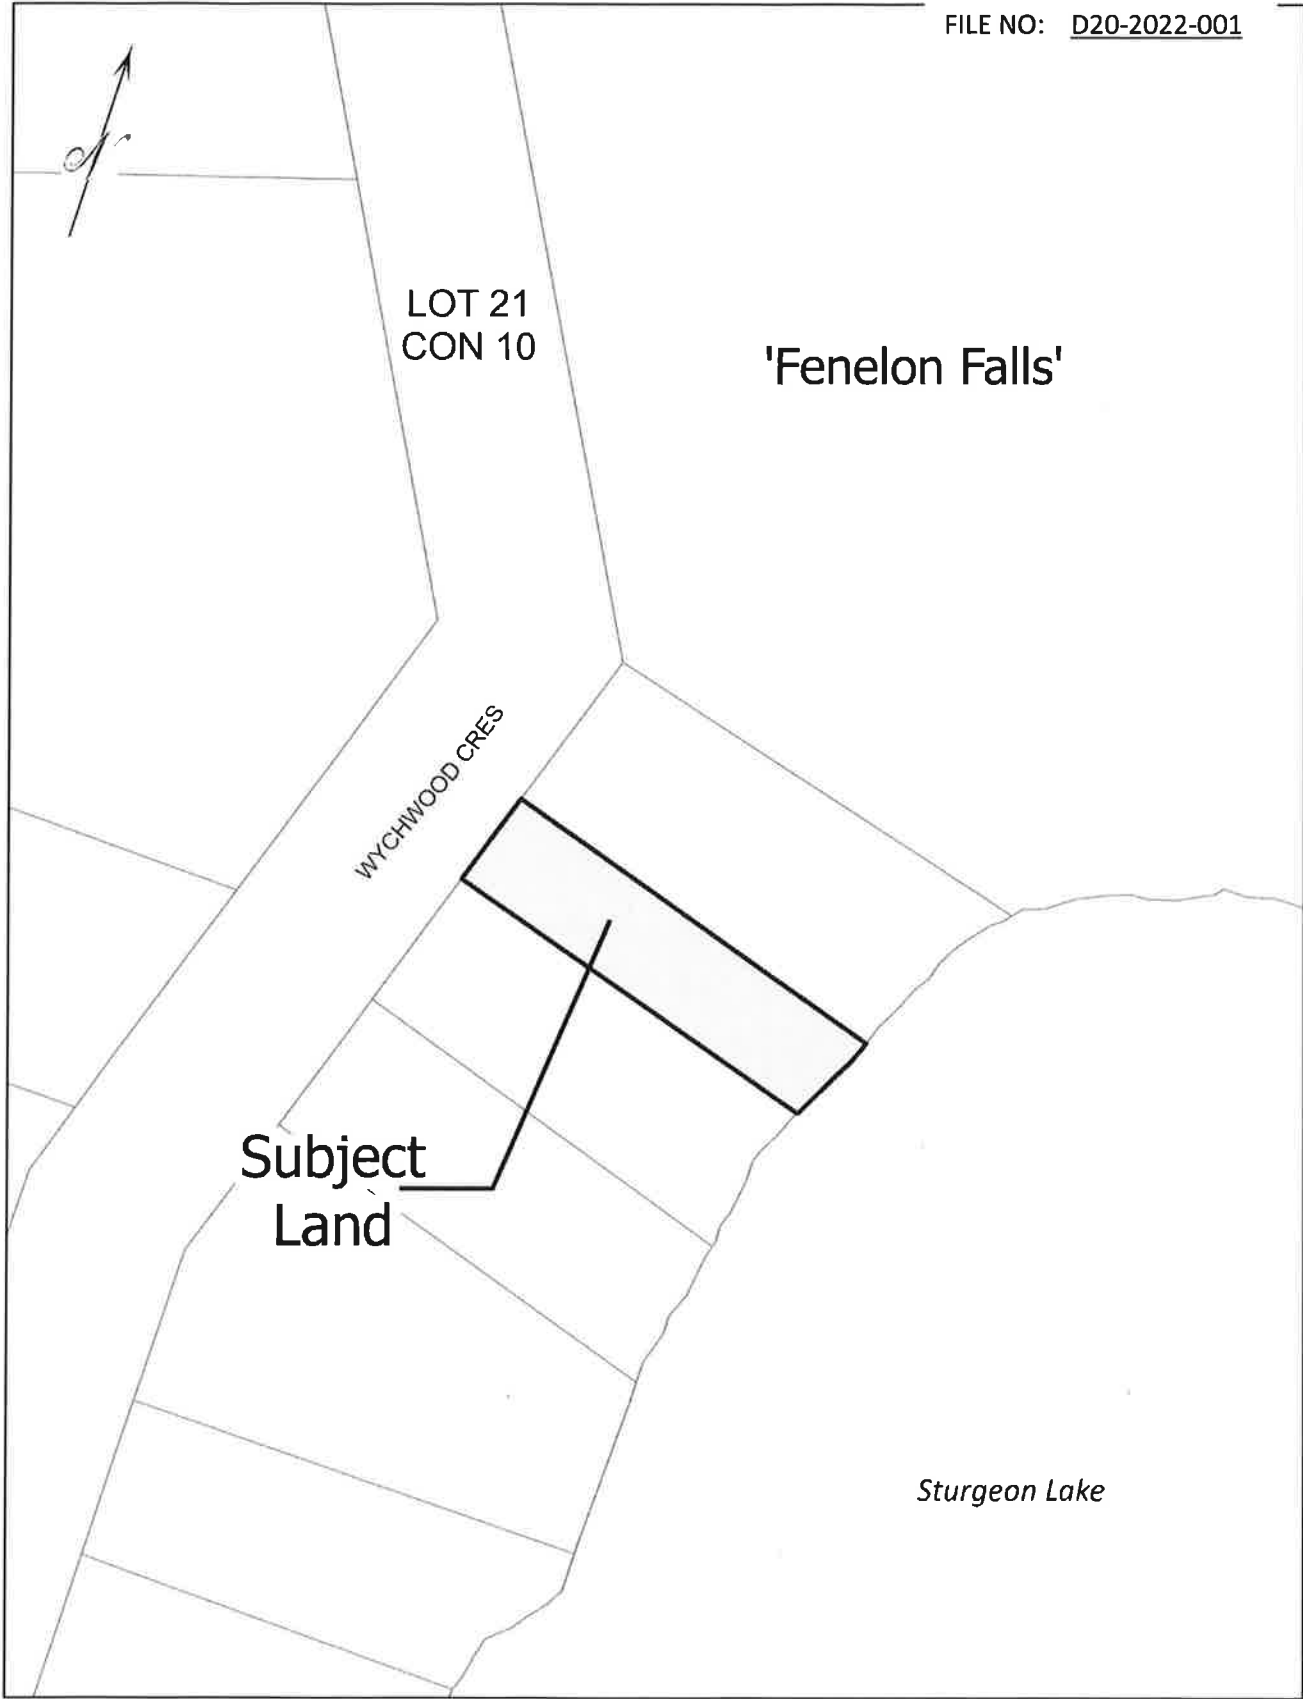 FILE NO: D20-2022-001
LOT 21
CON 10
'Fenelon Falls'
WYCHWOOD CRES
Subject
Land
Sturgeon Lake